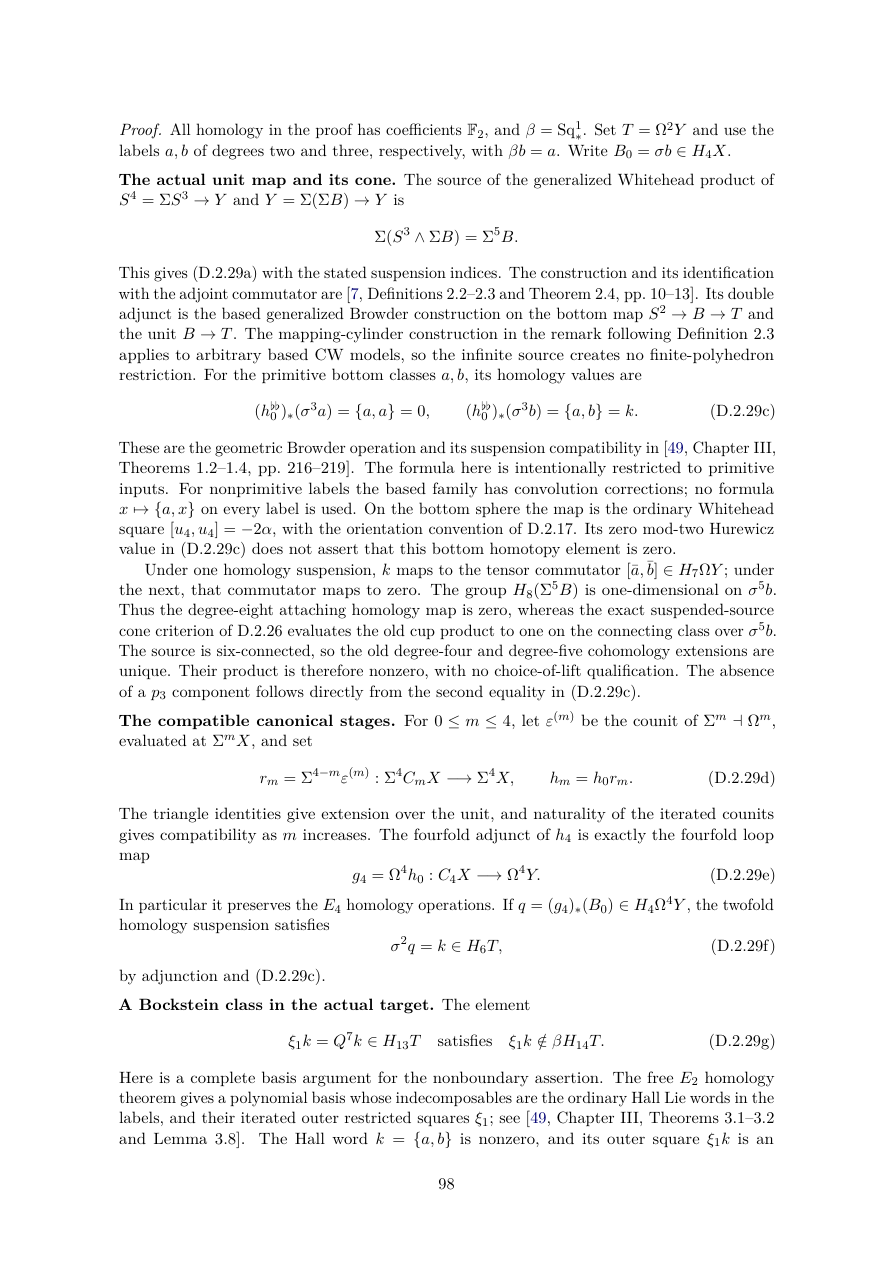 Proof. All homology in the proof has coefficients 𝔽₂, and β = Sq¹∗. Set T = Ω²Y and use the
labels a, b of degrees two and three, respectively, with βb = a. Write B₀ = σb ∈ H₄X.
The actual unit map and its cone. The source of the generalized Whitehead product of
S⁴ = ΣS³ → Y and Y = Σ(ΣB) → Y is
Σ(S³ ∧ ΣB) = Σ⁵B.
This gives (D.2.29a) with the stated suspension indices. The construction and its identification
with the adjoint commutator are [7, Definitions 2.2–2.3 and Theorem 2.4, pp. 10–13]. Its double
adjunct is the based generalized Browder construction on the bottom map S² → B → T and
the unit B → T. The mapping-cylinder construction in the remark following Definition 2.3
applies to arbitrary based CW models, so the infinite source creates no finite-polyhedron
restriction. For the primitive bottom classes a, b, its homology values are
(h₀^♭♭)∗(σ³a) = {a, a} = 0, (h₀^♭♭)∗(σ³b) = {a, b} = k. (D.2.29c)
These are the geometric Browder operation and its suspension compatibility in [49, Chapter III,
Theorems 1.2–1.4, pp. 216–219]. The formula here is intentionally restricted to primitive
inputs. For nonprimitive labels the based family has convolution corrections; no formula
x ↦ {a, x} on every label is used. On the bottom sphere the map is the ordinary Whitehead
square [u₄, u₄] = −2α, with the orientation convention of D.2.17. Its zero mod-two Hurewicz
value in (D.2.29c) does not assert that this bottom homotopy element is zero.
Under one homology suspension, k maps to the tensor commutator [ā, b̄] ∈ H₇ΩY; under
the next, that commutator maps to zero. The group H₈(Σ⁵B) is one-dimensional on σ⁵b.
Thus the degree-eight attaching homology map is zero, whereas the exact suspended-source
cone criterion of D.2.26 evaluates the old cup product to one on the connecting class over σ⁵b.
The source is six-connected, so the old degree-four and degree-five cohomology extensions are
unique. Their product is therefore nonzero, with no choice-of-lift qualification. The absence
of a p₃ component follows directly from the second equality in (D.2.29c).
The compatible canonical stages. For 0 ≤ m ≤ 4, let ε⁽ᵐ⁾ be the counit of Σᵐ ⊣ Ωᵐ,
evaluated at ΣᵐX, and set
rₘ = Σ⁴⁻ᵐε⁽ᵐ⁾ : Σ⁴CₘX ⟶ Σ⁴X, hₘ = h₀rₘ. (D.2.29d)
The triangle identities give extension over the unit, and naturality of the iterated counits
gives compatibility as m increases. The fourfold adjunct of h₄ is exactly the fourfold loop
map
g₄ = Ω⁴h₀ : C₄X ⟶ Ω⁴Y. (D.2.29e)
In particular it preserves the E₄ homology operations. If q = (g₄)∗(B₀) ∈ H₄Ω⁴Y, the twofold
homology suspension satisfies
σ²q = k ∈ H₆T, (D.2.29f)
by adjunction and (D.2.29c).
A Bockstein class in the actual target. The element
ξ₁k = Q⁷k ∈ H₁₃T satisfies ξ₁k ∉ βH₁₄T. (D.2.29g)
Here is a complete basis argument for the nonboundary assertion. The free E₂ homology
theorem gives a polynomial basis whose indecomposables are the ordinary Hall Lie words in the
labels, and their iterated outer restricted squares ξ₁; see [49, Chapter III, Theorems 3.1–3.2
and Lemma 3.8]. The Hall word k = {a, b} is nonzero, and its outer square ξ₁k is an
98